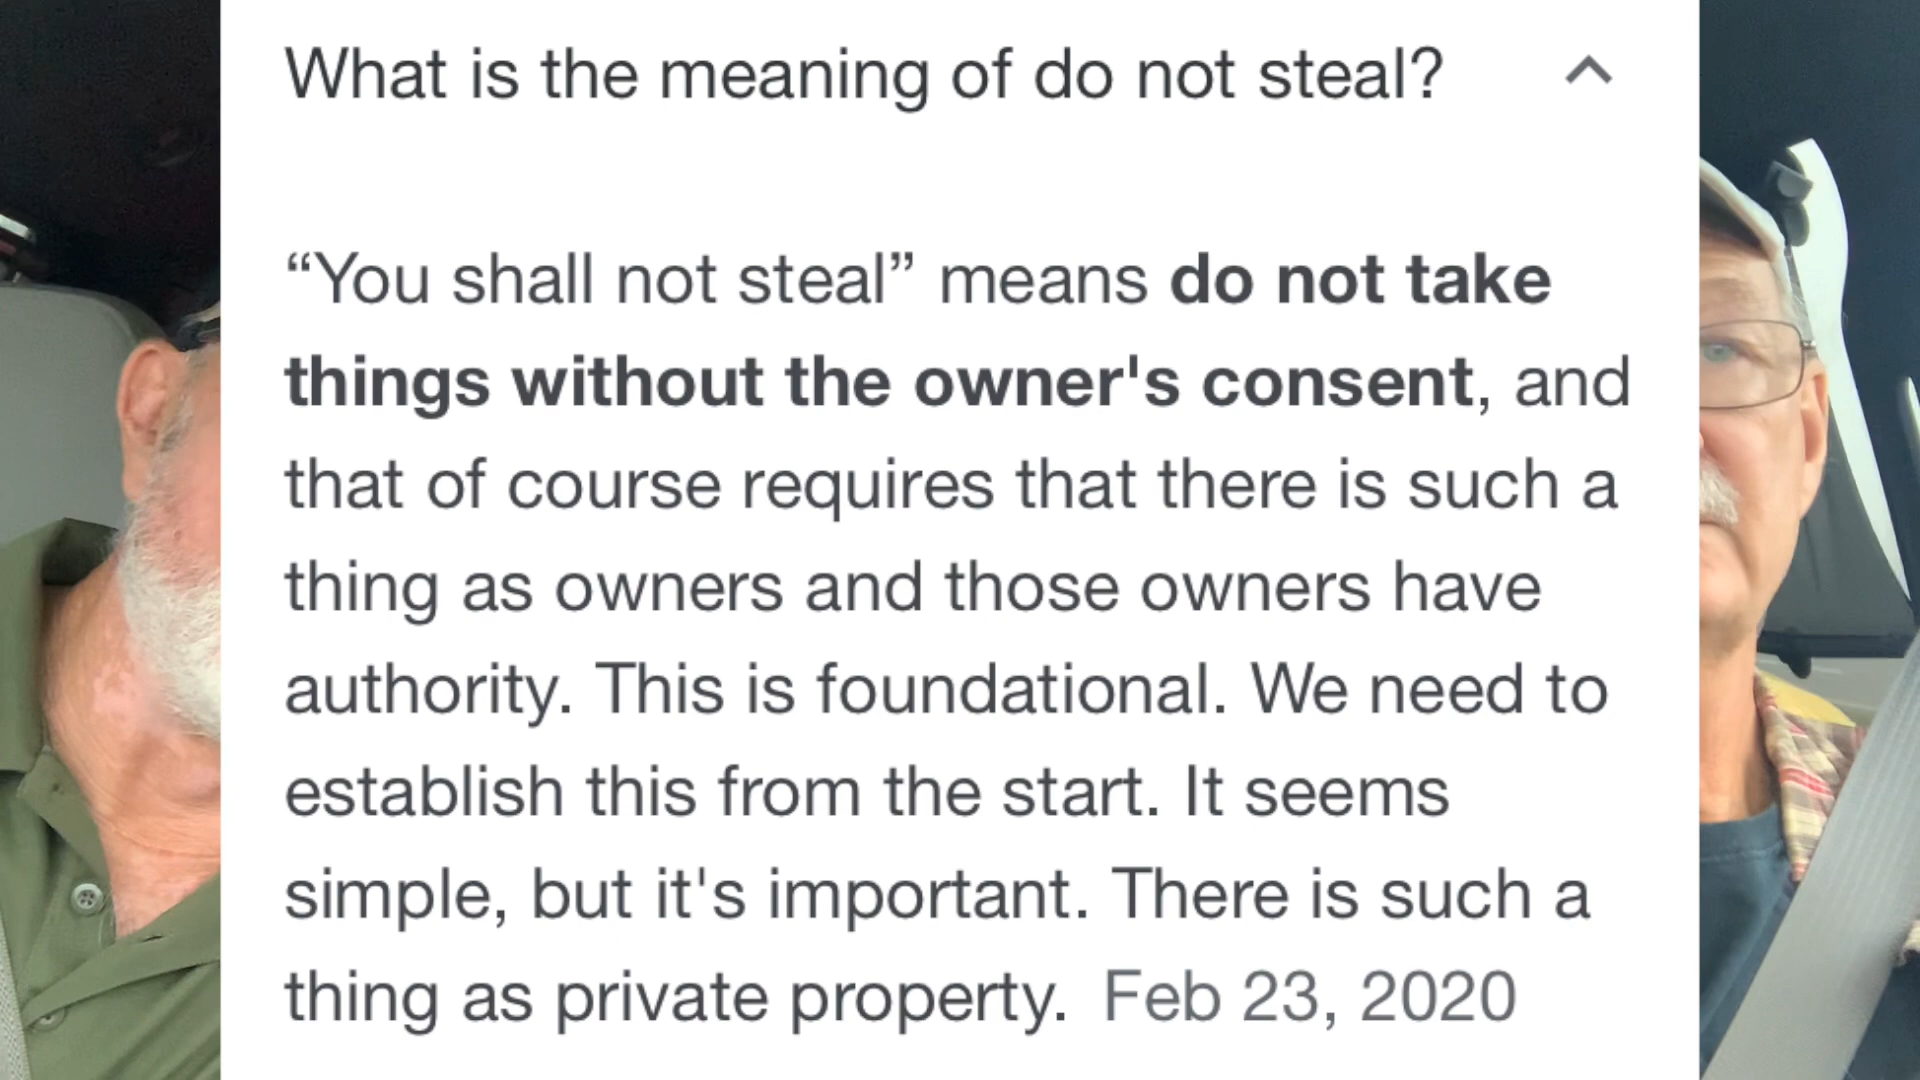 What is the meaning of do not steal?
“You shall not steal” means do not take
things without the owner's consent, and
that of course requires that there is such a
thing as owners and those owners have
authority. This is foundational. We need to
establish this from the start. It seems
simple, but it's important. There is such a
thing as private property. Feb 23, 2020